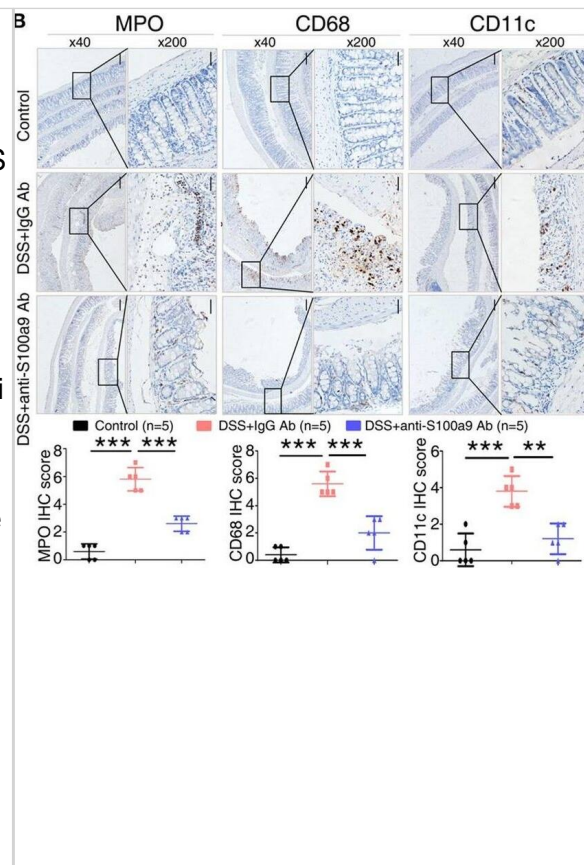 B
MPO CD68 CD11c
x40 x200 x40 x200 x40 x200
Control
DSS+IgG Ab
DSS+anti-S100a9 Ab
Control (n=5) DSS+IgG Ab (n=5) DSS+anti-S100a9 Ab (n=5)
MPO IHC score
8
6
4
2
0
*** ***
CD68 IHC score
8
6
4
2
0
*** ***
CD11c IHC score
6
4
2
0
*** **